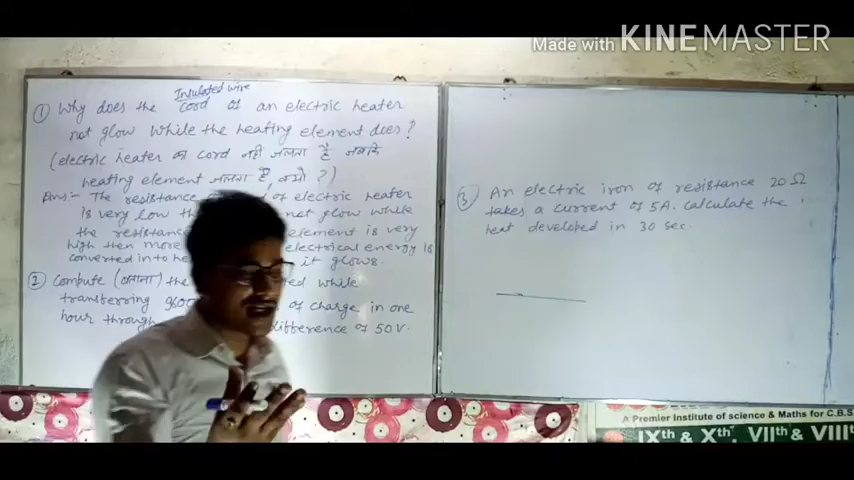 Made with KINEMASTER
Insulated wire
① Why does the cord of an electric heater
not glow while the heating element does?
(electric heater का cord नहीं जलता है जबकि
heating element जलता है, क्यों ?)
Ans:- The resistance of electric heater
is very low th not glow while
the resistance element is very
high then more electrical energy is
converted in to he it glows.
② Compute (बताना) the ted while
transferring 9600 of charge in one
hour through difference of 50 V.
③ An electric iron of resistance 20 Ω
takes a current of 5A. Calculate the
heat developed in 30 sec.
A Premier Institute of science & Maths for C.B.S
IXth & Xth, VIIth & VIIIth